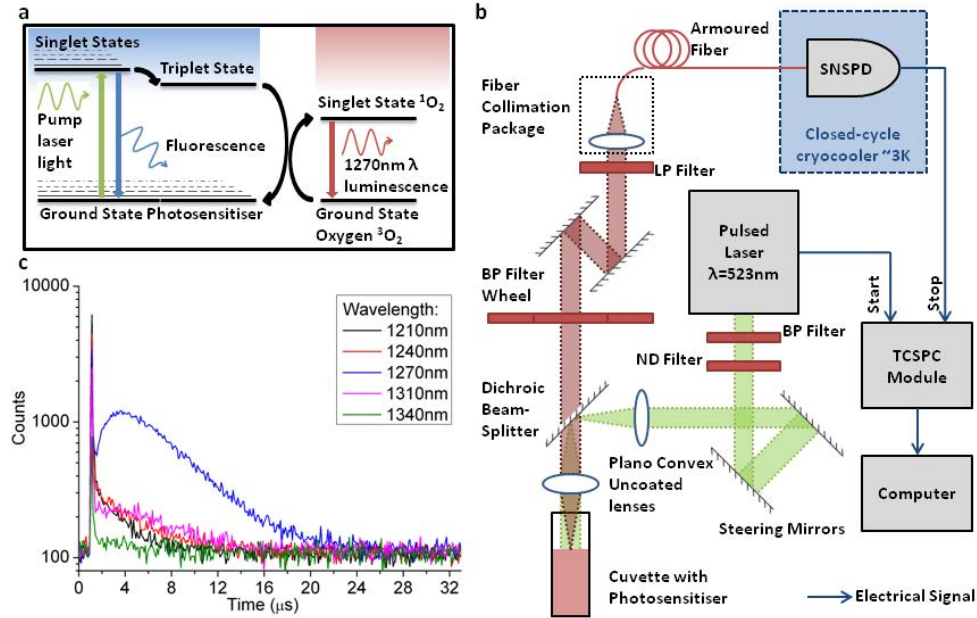 a
Singlet States
Triplet State
Pump
laser
light
Fluorescence
Singlet State ¹O₂
1270nm λ
luminescence
Ground State Photosensitiser
Ground State
Oxygen ³O₂
b
Armoured
Fiber
SNSPD
Closed-cycle
cryocooler ~3K
Fiber
Collimation
Package
LP Filter
Pulsed
Laser
λ=523nm
Start
Stop
BP Filter
Wheel
BP Filter
ND Filter
TCSPC
Module
Dichroic
Beam-
Splitter
Plano Convex
Uncoated
lenses
Steering Mirrors
Computer
Cuvette with
Photosensitiser
Electrical Signal
c
10000
1000
100
Counts
Wavelength:
1210nm
1240nm
1270nm
1310nm
1340nm
0 4 8 12 16 20 24 28 32
Time (μs)